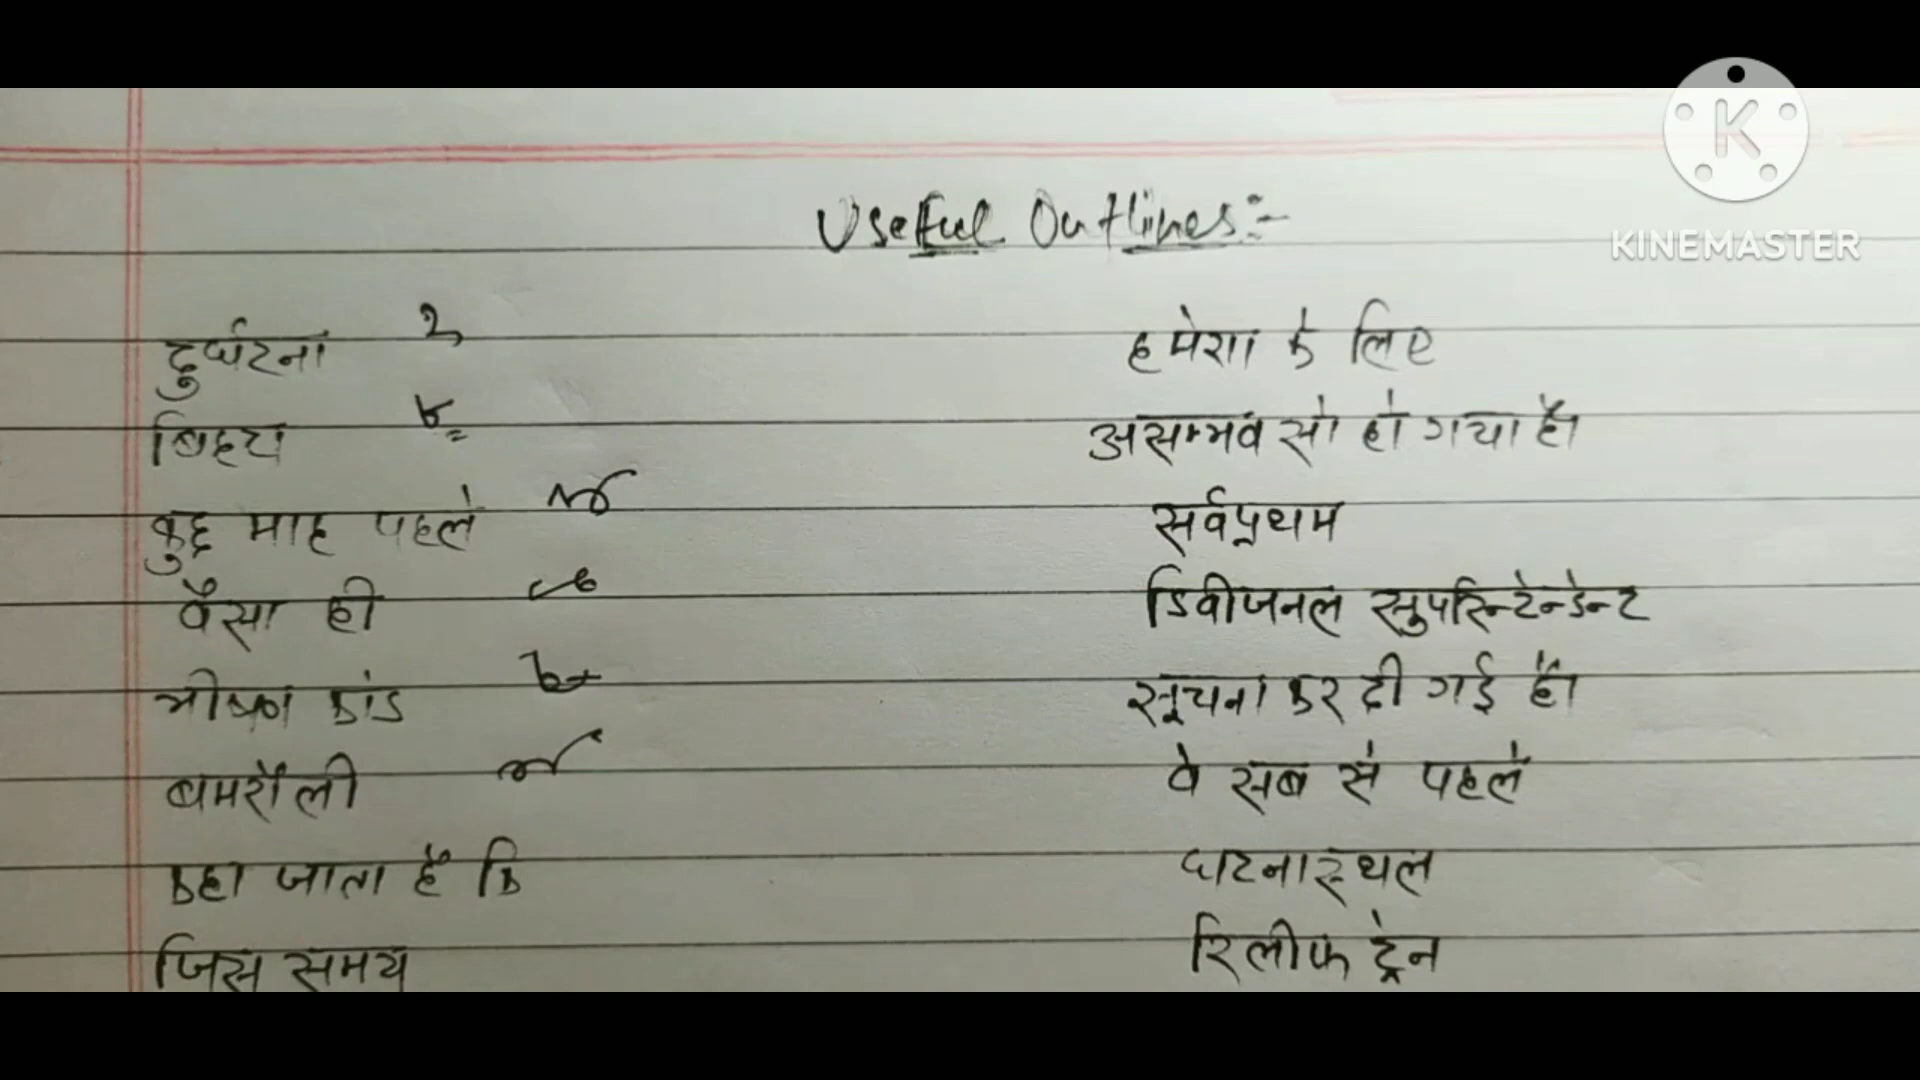 KINEMASTER
Useful Outlines:-
दुर्घटना
बिहटा
कुछ माह पहले
वैसा ही
भीषण कांड
बमरौली
कहा जाता है कि
जिस समय
हमेशा के लिए
असम्भव सो हो गया है।
सर्वप्रथम
डिवीजनल सुपरिन्टेन्डेन्ट
सूचना कर दी गई है।
वे सब से पहले
घटनास्थल
रिलीफ ट्रेन